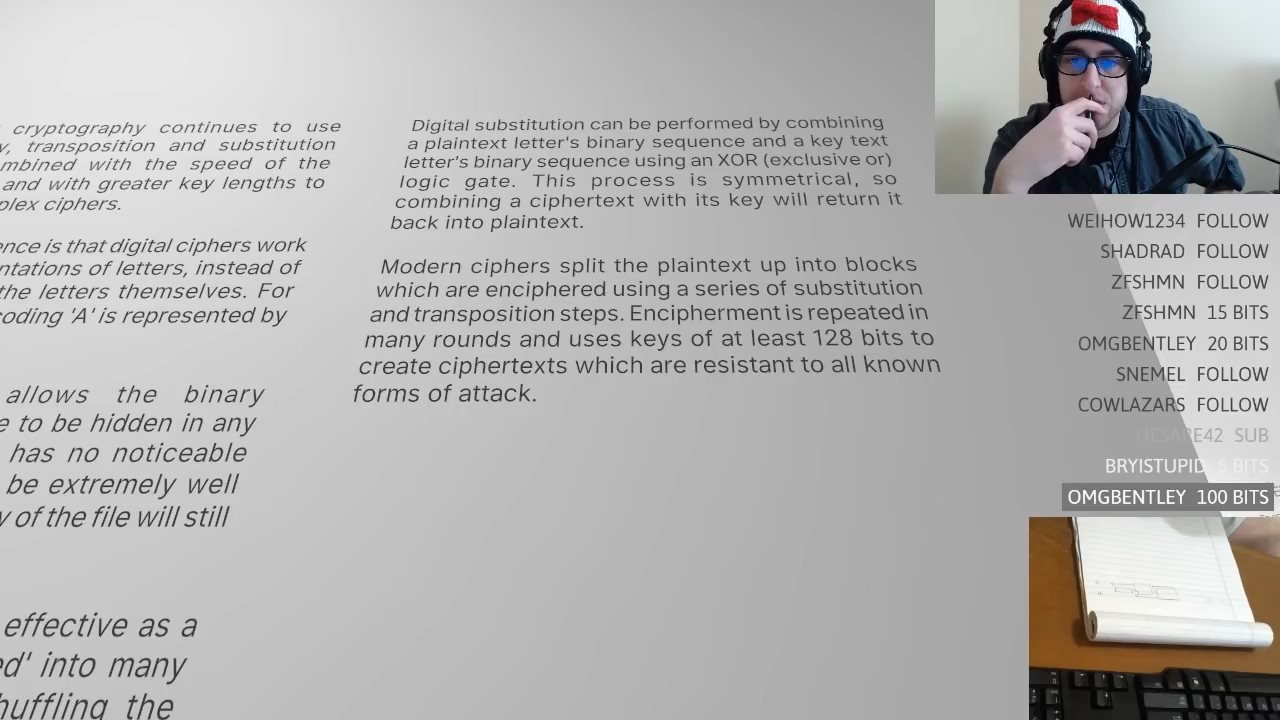 cryptography continues to use
transposition and substitution
with the speed of the
and with greater key lengths to
ciphers.
is that digital ciphers work
of letters, instead of
the letters themselves. For
'A' is represented by
allows the binary
to be hidden in any
has no noticeable
be extremely well
of the file will still
effective as a
into many
the
Digital substitution can be performed by combining
a plaintext letter's binary sequence and a key text
letter's binary sequence using an XOR (exclusive or)
logic gate. This process is symmetrical, so
combining a ciphertext with its key will return it
back into plaintext.
Modern ciphers split the plaintext up into blocks
which are enciphered using a series of substitution
and transposition steps. Encipherment is repeated in
many rounds and uses keys of at least 128 bits to
create ciphertexts which are resistant to all known
forms of attack.
WEIHOW1234 FOLLOW
SHADRAD FOLLOW
ZFSHMN FOLLOW
ZFSHMN 15 BITS
OMGBENTLEY 20 BITS
SNEMEL FOLLOW
COWLAZARS FOLLOW
SUB
BRYISTUPID 5 BITS
OMGBENTLEY 100 BITS